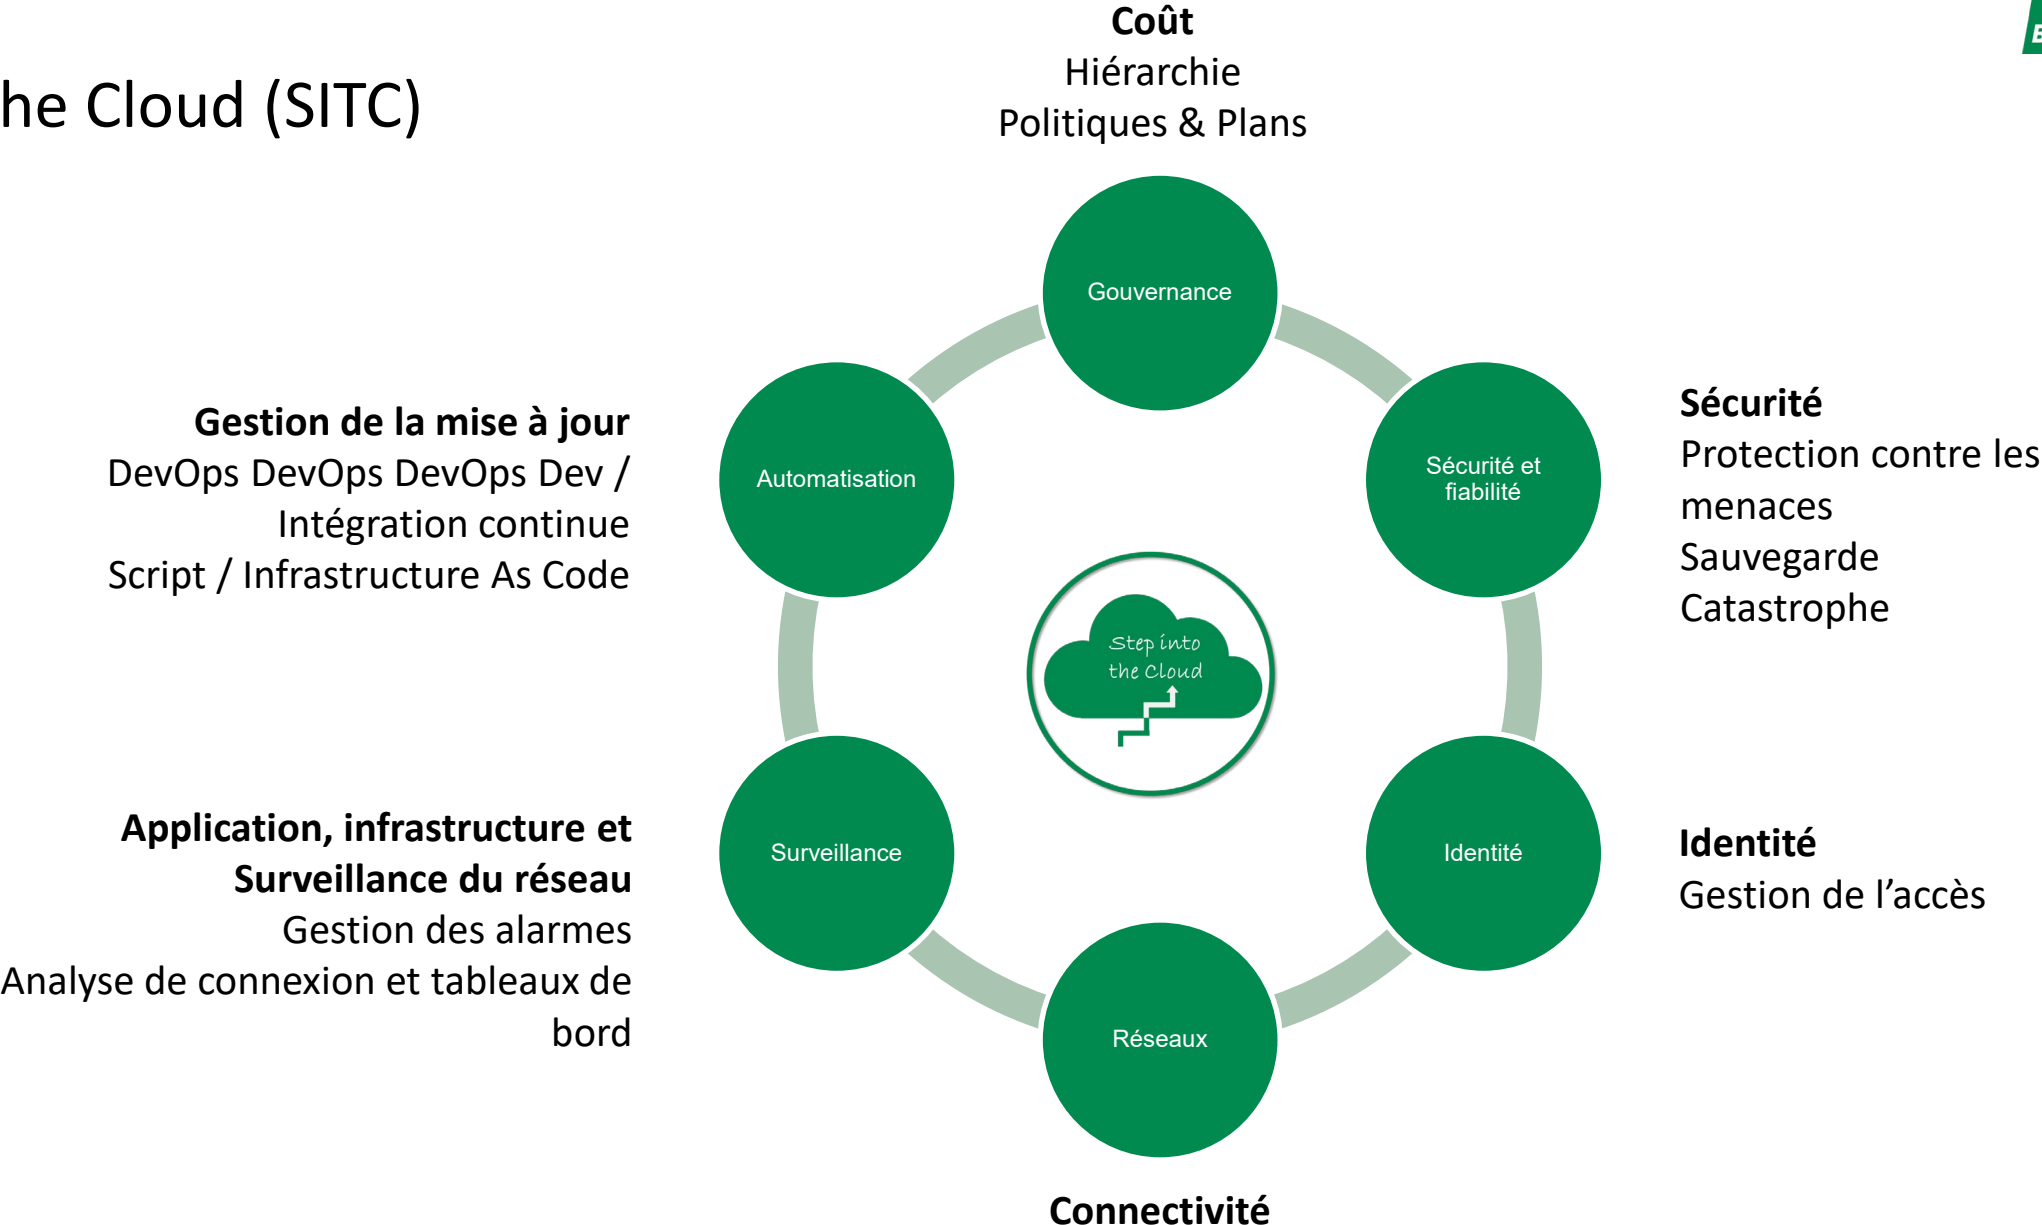 he Cloud (SITC)
Coût
Hiérarchie
Politiques & Plans
Gouvernance
Gestion de la mise à jour
DevOps DevOps DevOps Dev /
Intégration continue
Script / Infrastructure As Code
Automatisation
Sécurité et
fiabilité
Sécurité
Protection contre les
menaces
Sauvegarde
Catastrophe
Step into
the Cloud
Application, infrastructure et
Surveillance du réseau
Gestion des alarmes
Analyse de connexion et tableaux de
bord
Surveillance
Identité
Identité
Gestion de l’accès
Réseaux
Connectivité